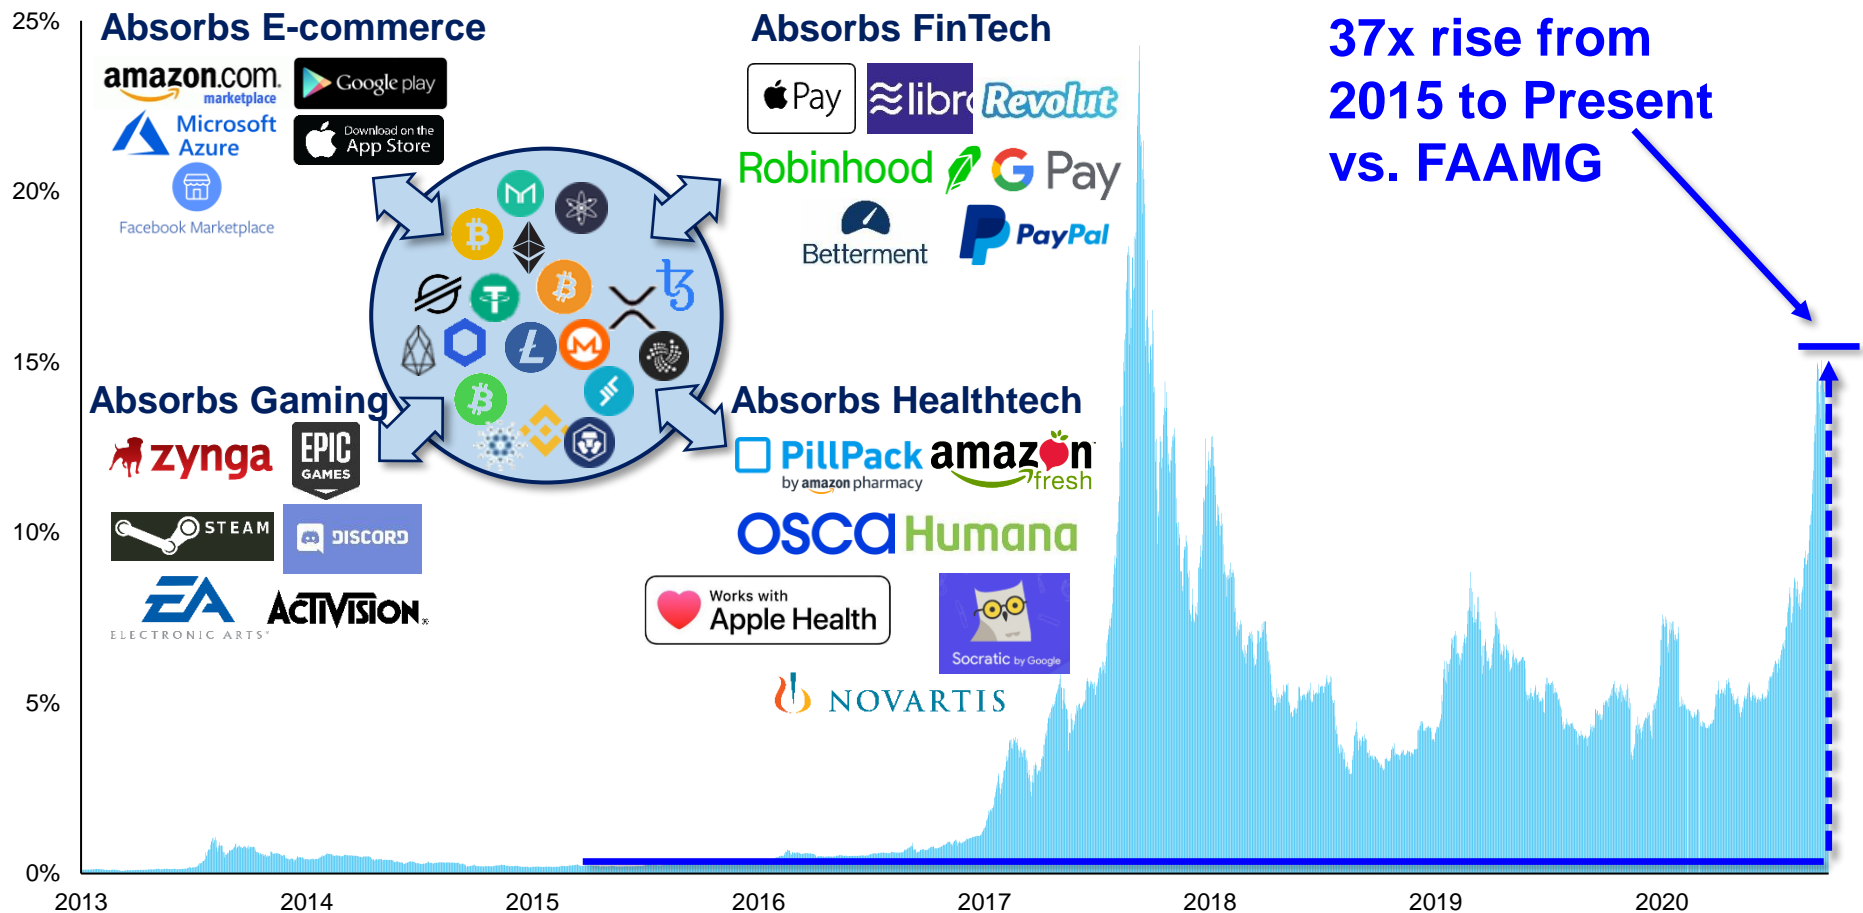 25%
20%
15%
10%
5%
0%
2013
2014
2015
2016
2017
2018
2019
2020
Absorbs E-commerce
amazon.com.
marketplace
Google play
Microsoft
Azure
Download on the
App Store
Facebook Marketplace
Absorbs FinTech
Pay
libr
Revolut
Robinhood
G Pay
Betterment
PayPal
37x rise from
2015 to Present
vs. FAAMG
Absorbs Gaming
zynga
EPIC
GAMES
STEAM
DISCORD
EA
ELECTRONIC ARTS
ACTIVISION®
Absorbs Healthtech
PillPack
by amazon pharmacy
amazon
fresh
osca
Humana
Works with
Apple Health
Socratic by Google
NOVARTIS